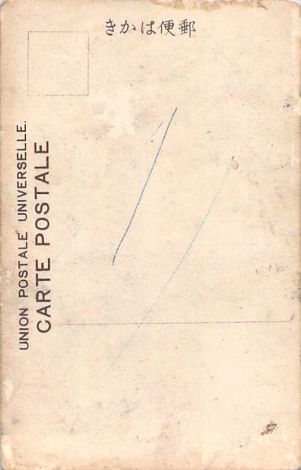 郵便はかき
UNION POSTALE UNIVERSELLE.
CARTE POSTALE